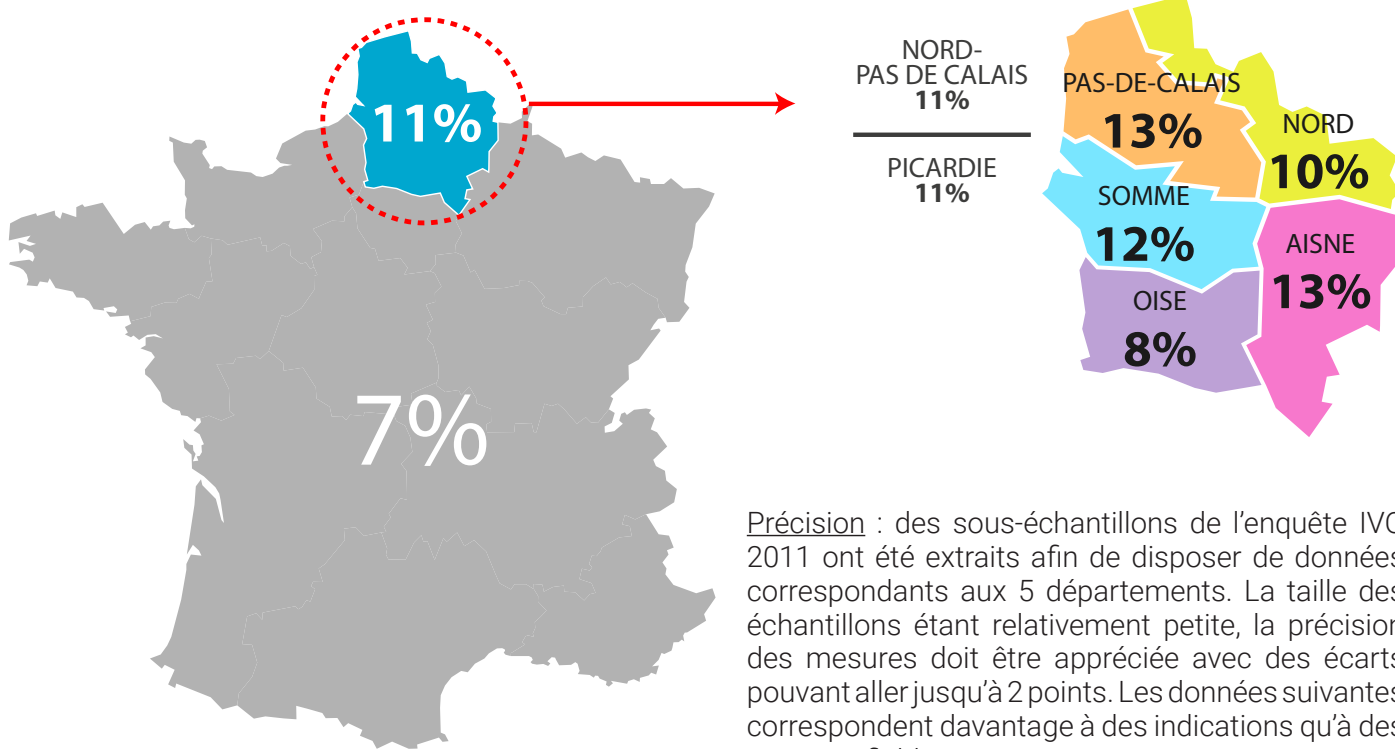 11%
7%
NORD-
PAS DE CALAIS
11%
PICARDIE
11%
PAS-DE-CALAIS
13%
NORD
10%
SOMME
12%
AISNE
13%
OISE
8%
Précision : des sous-échantillons de l'enquête IVQ
2011 ont été extraits afin de disposer de données
correspondants aux 5 départements. La taille des
échantillons étant relativement petite, la précision
des mesures doit être appréciée avec des écarts
pouvant aller jusqu'à 2 points. Les données suivantes
correspondent davantage à des indications qu'à des